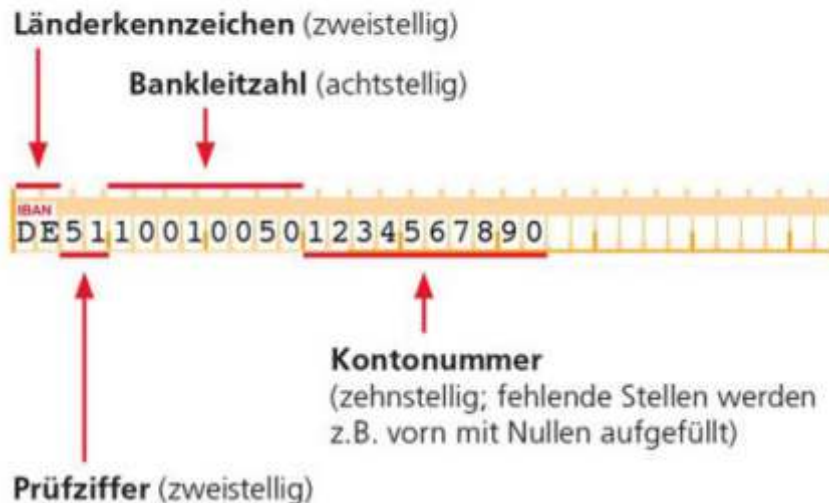 Länderkennzeichen (zweistellig)
Bankleitzahl (achtstellig)
IBAN
DE51100100501234567890
Kontonummer
(zehnstellig; fehlende Stellen werden
z.B. vorn mit Nullen aufgefüllt)
Prüfziffer (zweistellig)